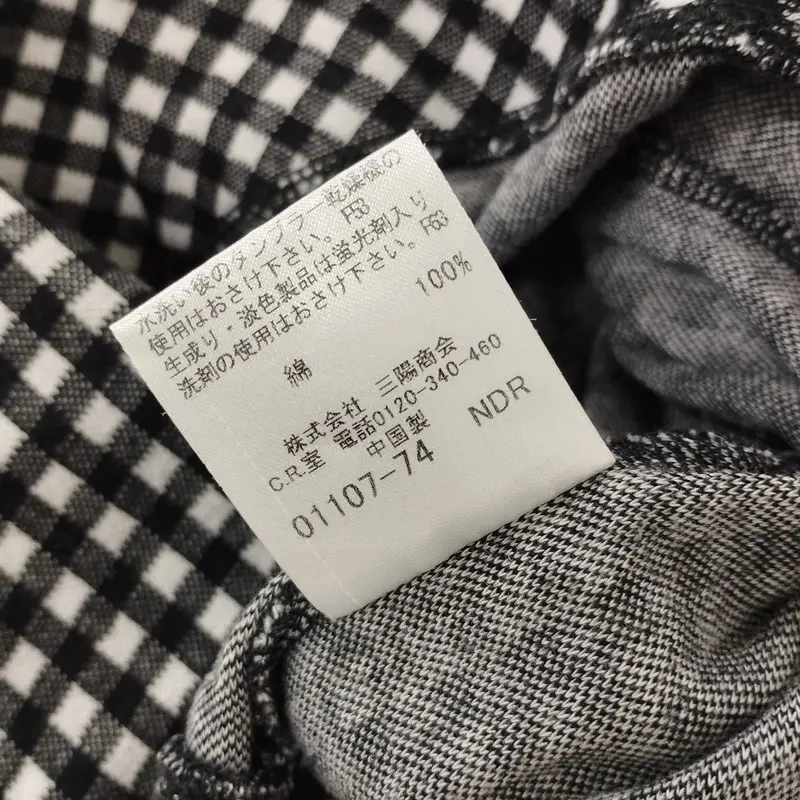 水洗い後のタンブラー乾燥機の
使用はおさけ下さい。F53
生成り・淡色製品は蛍光剤入り
洗剤の使用はおさけ下さい。F63
綿 100%
株式会社 三陽商会
C.R.室 電話0120-340-460
中国製
01107-74 NDR